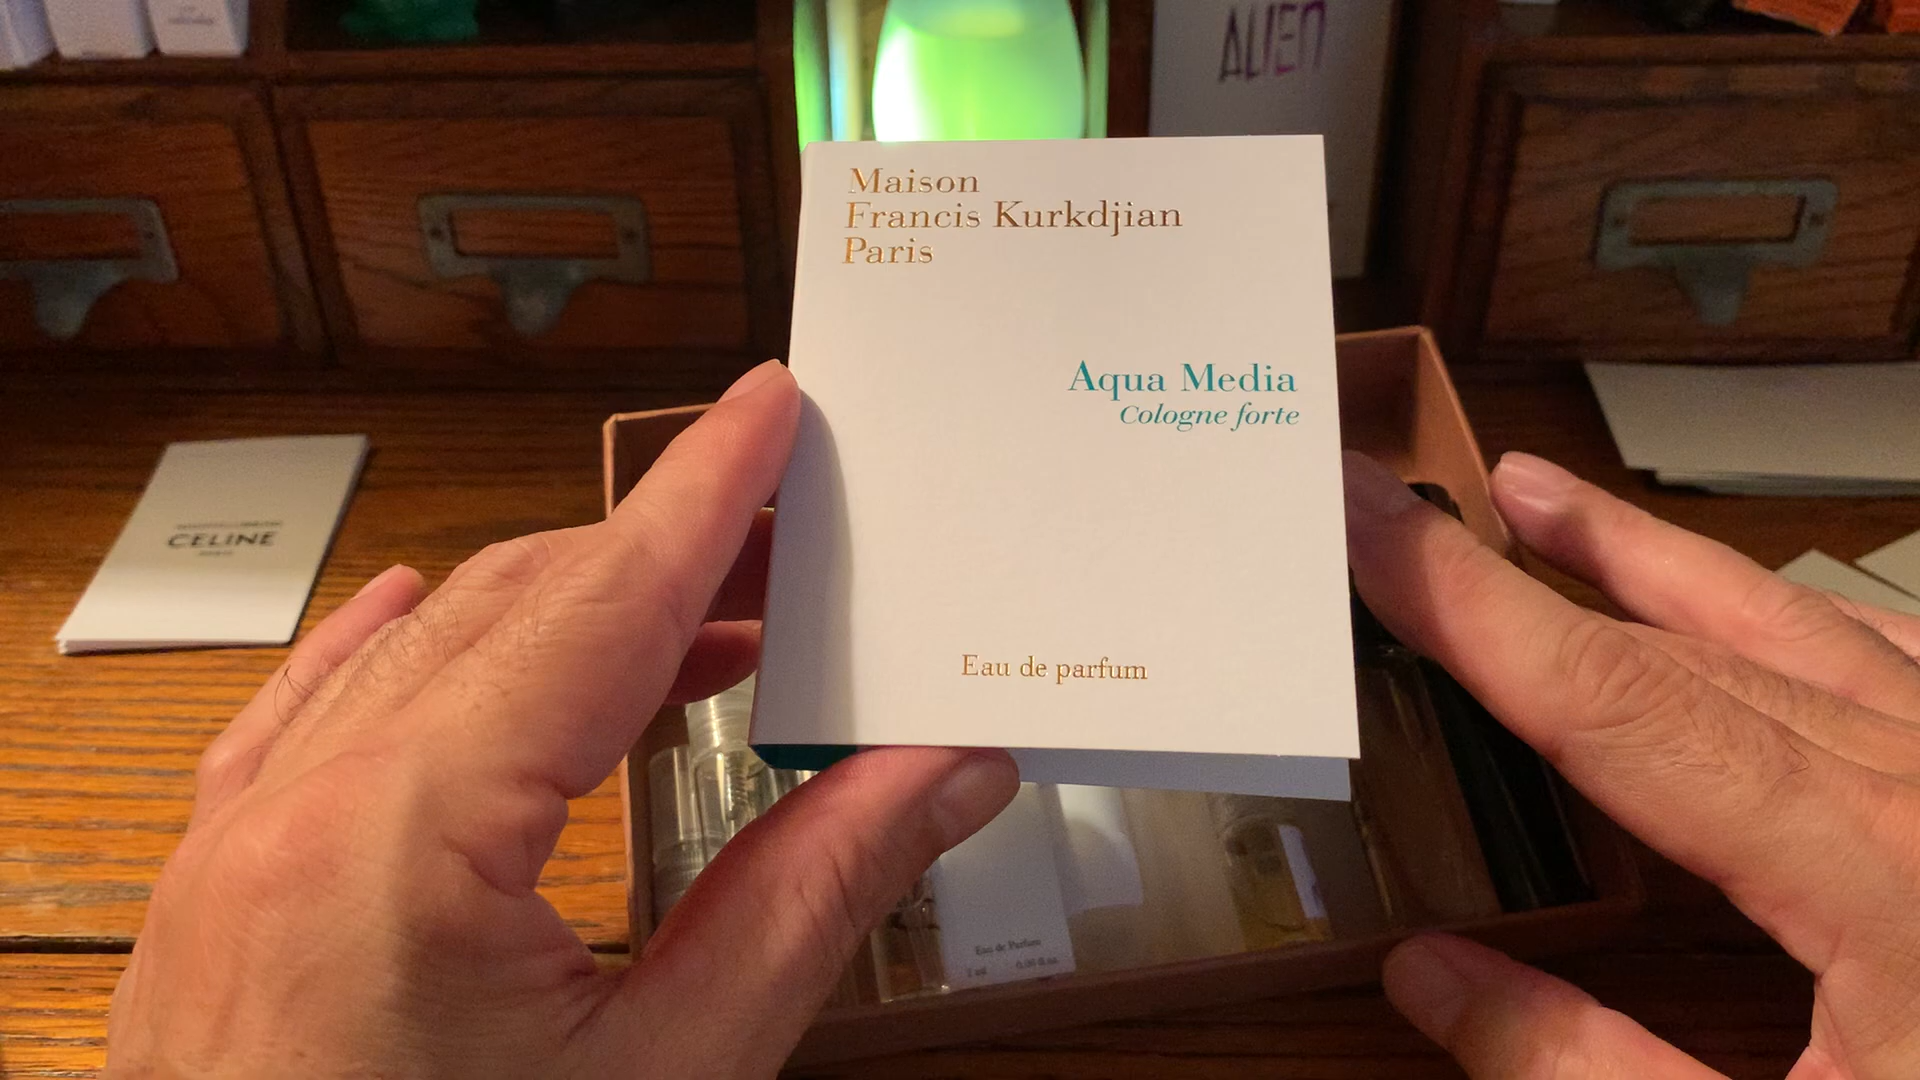 ALIEN
Maison
Francis Kurkdjian
Paris
Aqua Media
Cologne forte
Eau de parfum
CELINE
Eau de Parfum